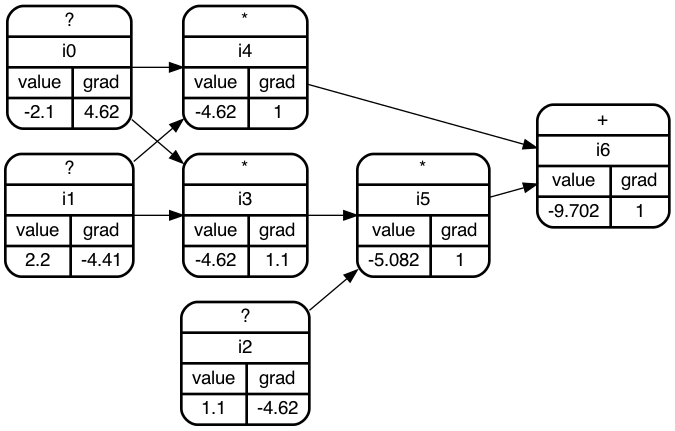 ?
i0
value grad
-2.1 4.62
*
i4
value grad
-4.62 1
?
i1
value grad
2.2 -4.41
*
i3
value grad
-4.62 1.1
*
i5
value grad
-5.082 1
+
i6
value grad
-9.702 1
?
i2
value grad
1.1 -4.62